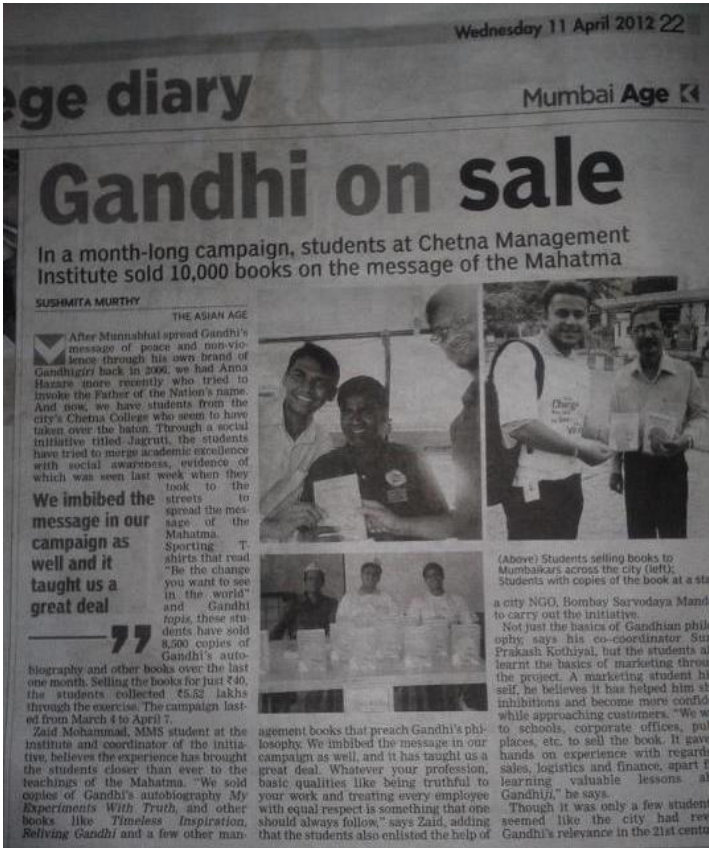 Wednesday 11 April 2012 22
ege diary
Mumbai Age
Gandhi on sale
In a month-long campaign, students at Chetna Management
Institute sold 10,000 books on the message of the Mahatma
SUSHMITA MURTHY
THE ASIAN AGE
After Munnabhai spread Gandhi's
message of peace and non-vio-
lence through his own brand of
Gandhigiri back in 2006, we had Anna
Hazare more recently who tried to
invoke the Father of the Nation's name.
And now, we have students from the
city's Chetna College who seem to have
taken over the baton. Through a social
initiative titled Jagruti, the students
have tried to merge academic excellence
with social awareness, evidence of
which was seen last week when they
took to the
streets to
spread the mes-
sage of the
Mahatma.
Sporting T-
shirts that read
"Be the change
you want to see
in the world"
and Gandhi
topis, these stu-
dents have sold
8,500 copies of
Gandhi's auto-
We imbibed the
message in our
campaign as
well and it
taught us a
great deal
”
biography and other books over the last
one month. Selling the books for just ₹40,
the students collected ₹5.52 lakhs
through the exercise. The campaign last-
ed from March 4 to April 7.
Zaid Mohammad, MMS student at the
institute and coordinator of the initia-
tive, believes the experience has brought
the students closer than ever to the
teachings of the Mahatma. "We sold
copies of Gandhi's autobiography My
Experiments With Truth, and other
books like Timeless Inspiration,
Reliving Gandhi and a few other man-
agement books that preach Gandhi's phi-
losophy. We imbibed the message in our
campaign as well, and it has taught us a
great deal. Whatever your profession,
basic qualities like being truthful to
your work and treating every employee
with equal respect is something that one
should always follow," says Zaid, adding
that the students also enlisted the help of
Change
(Above) Students selling books to
Mumbaikars across the city (left);
Students with copies of the book at a sta
a city NGO, Bombay Sarvodaya Mand
to carry out the initiative.
Not just the basics of Gandhian phil
ophy, says his co-coordinator Sur
Prakash Kothiyal, but the students al
learnt the basics of marketing throu
the project. A marketing student hi
self, he believes it has helped him sh
inhibitions and become more confid
while approaching customers. "We w
to schools, corporate offices, pu
places, etc. to sell the book. It gave
hands on experience with regards
sales, logistics and finance, apart f
learning valuable lessons al
Gandhiji," he says.
Though it was only a few student
seemed like the city had rev
Gandhi's relevance in the 21st centu